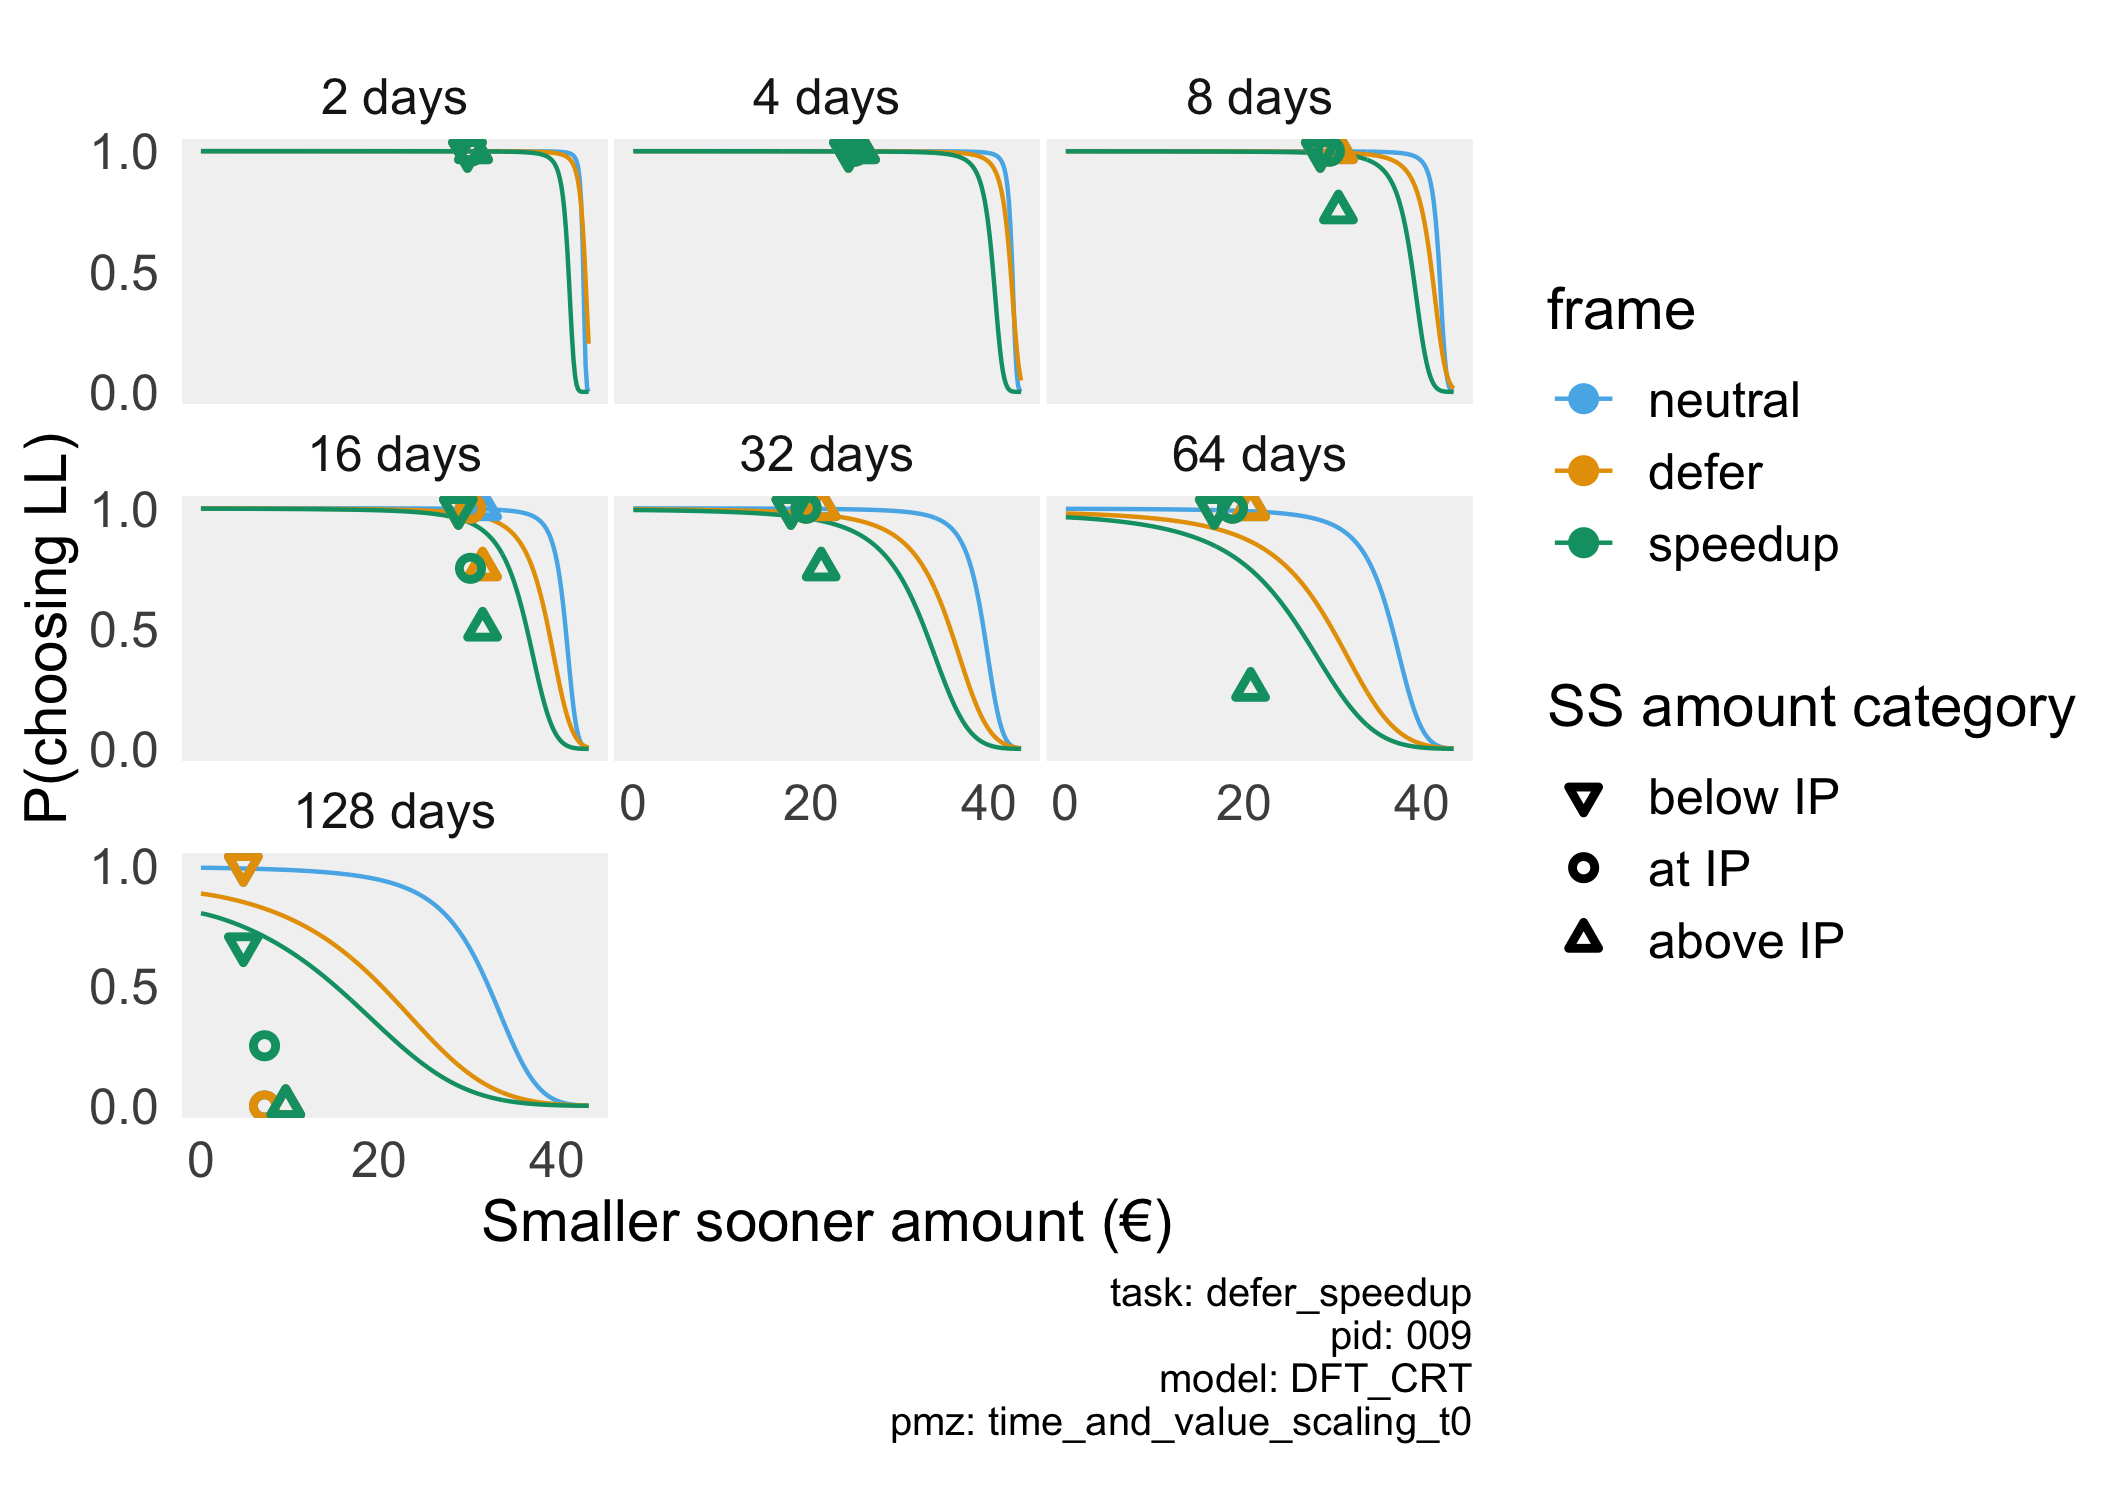 2 days
4 days
8 days
1.0
0.5
0.0
16 days
32 days
64 days
1.0
0.5
0.0
0
20
40
0
20
40
128 days
1.0
0.5
0.0
0
20
40
P(choosing LL)
Smaller sooner amount (€)
frame
neutral
defer
speedup
SS amount category
below IP
at IP
above IP
task: defer_speedup
pid: 009
model: DFT_CRT
pmz: time_and_value_scaling_t0